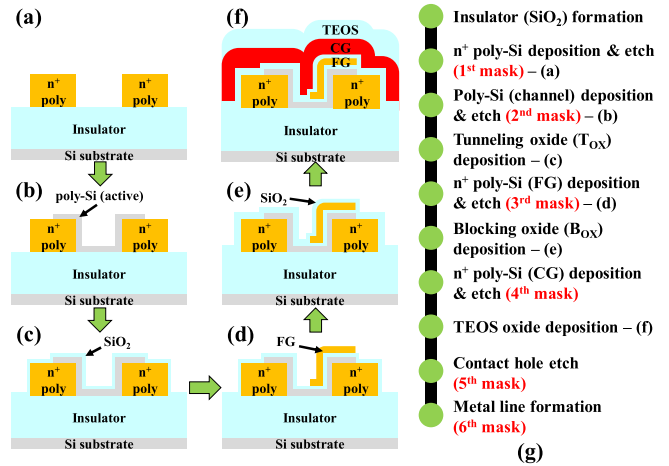 (a)
n⁺
poly
n⁺
poly
Insulator
Si substrate
(b)
poly-Si (active)
n⁺
poly
n⁺
poly
Insulator
Si substrate
(c)
SiO₂
n⁺
poly
n⁺
poly
Insulator
Si substrate
(f)
TEOS
CG
FG
n⁺
poly
n⁺
poly
Insulator
Si substrate
(e)
SiO₂
n⁺
poly
n⁺
poly
Insulator
Si substrate
(d)
FG
n⁺
poly
n⁺
poly
Insulator
Si substrate
Insulator (SiO₂) formation
n⁺ poly-Si deposition & etch
(1ˢᵗ mask) – (a)
Poly-Si (channel) deposition
& etch (2ⁿᵈ mask) – (b)
Tunneling oxide (T_OX)
deposition – (c)
n⁺ poly-Si (FG) deposition
& etch (3ʳᵈ mask) – (d)
Blocking oxide (B_OX)
deposition – (e)
n⁺ poly-Si (CG) deposition
& etch (4ᵗʰ mask)
TEOS oxide deposition – (f)
Contact hole etch
(5ᵗʰ mask)
Metal line formation
(6ᵗʰ mask)
(g)